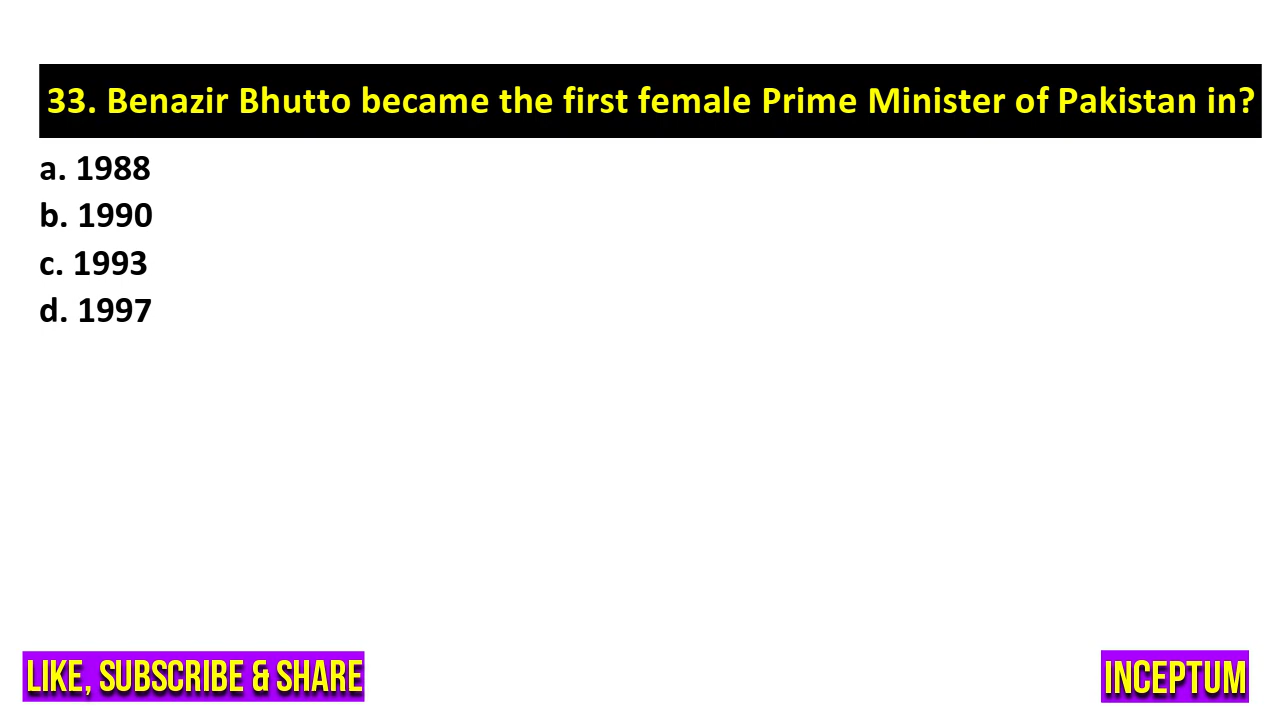 33. Benazir Bhutto became the first female Prime Minister of Pakistan in?
a. 1988
b. 1990
c. 1993
d. 1997
LIKE, SUBSCRIBE & SHARE
INCEPTUM